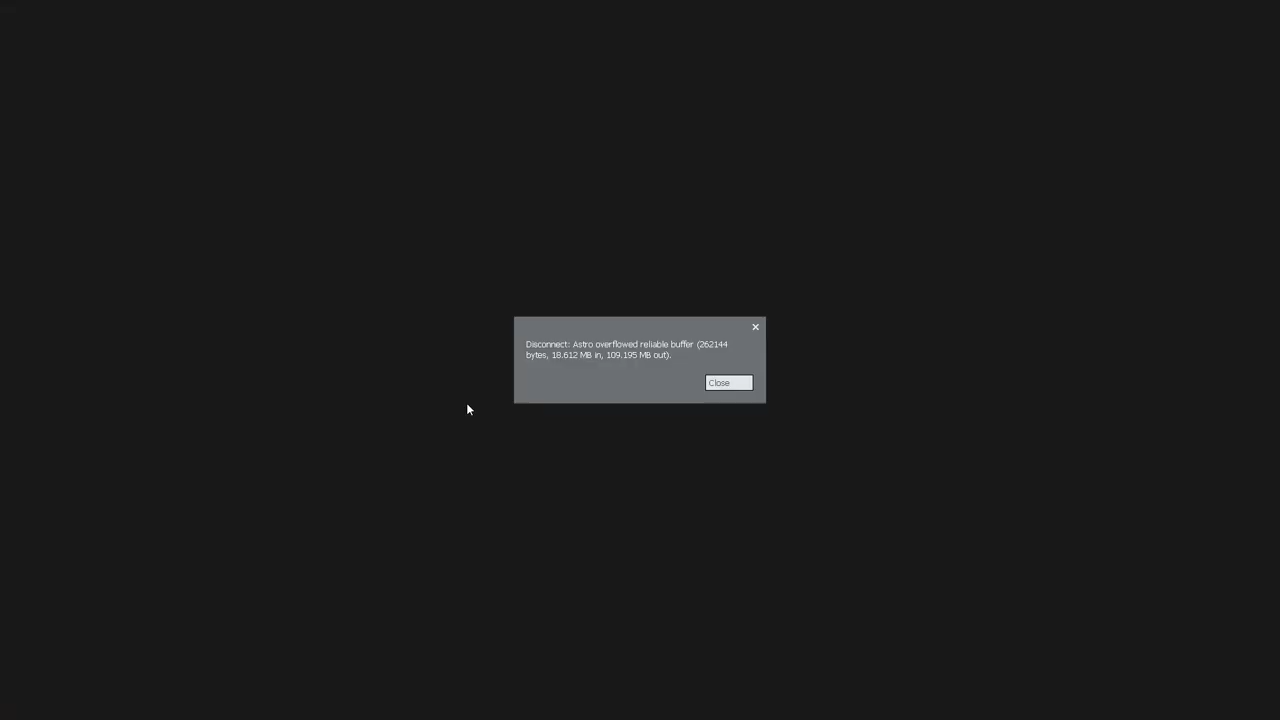 Disconnect: Astro overflowed reliable buffer (262144
bytes, 18.612 MB in, 109.195 MB out).
Close